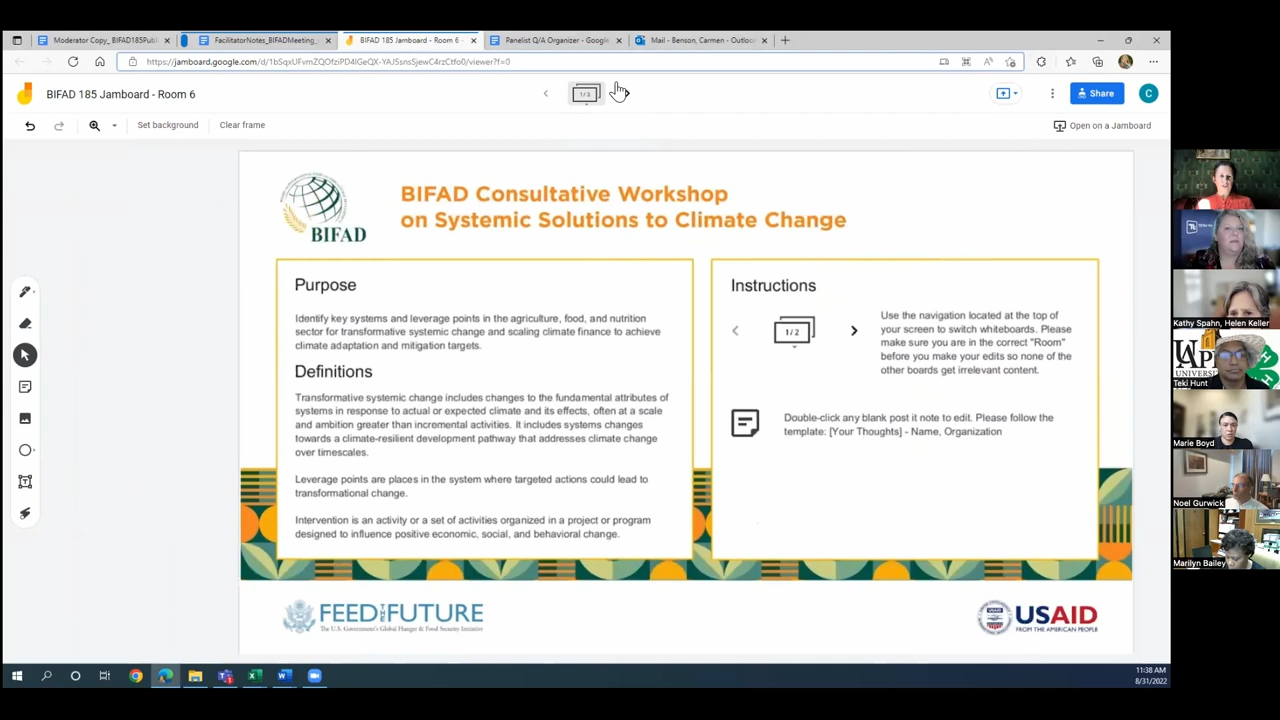 Moderator Copy_ BIFAD185Publ
FacilitatorNotes_BIFADMeeting_
BIFAD 185 Jamboard - Room 6 -
Panelist Q/A Organizer - Google
Mail - Benson, Carmen - Outloo
BIFAD 185 Jamboard - Room 6
1/3
Share
C
Set background
Clear frame
Open on a Jamboard
BIFAD
BIFAD Consultative Workshop
on Systemic Solutions to Climate Change
Purpose
Identify key systems and leverage points in the agriculture, food, and nutrition
sector for transformative systemic change and scaling climate finance to achieve
climate adaptation and mitigation targets.
Definitions
Transformative systemic change includes changes to the fundamental attributes of
systems in response to actual or expected climate and its effects, often at a scale
and ambition greater than incremental activities. It includes systems changes
towards a climate-resilient development pathway that addresses climate change
over timescales.
Leverage points are places in the system where targeted actions could lead to
transformational change.
Intervention is an activity or a set of activities organized in a project or program
designed to influence positive economic, social, and behavioral change.
Instructions
1/2
Use the navigation located at the top of
your screen to switch whiteboards. Please
make sure you are in the correct "Room"
before you make your edits so none of the
other boards get irrelevant content.
Double-click any blank post it note to edit. Please follow the
template: [Your Thoughts] - Name, Organization
FEED THE FUTURE
The U.S. Government's Global Hunger & Food Security Initiative
USAID
FROM THE AMERICAN PEOPLE
11:38 AM
8/31/2022
Kathy Spahn, Helen Keller
Teki Hunt
Marie Boyd
Noel Gurwick
Marilyn Bailey